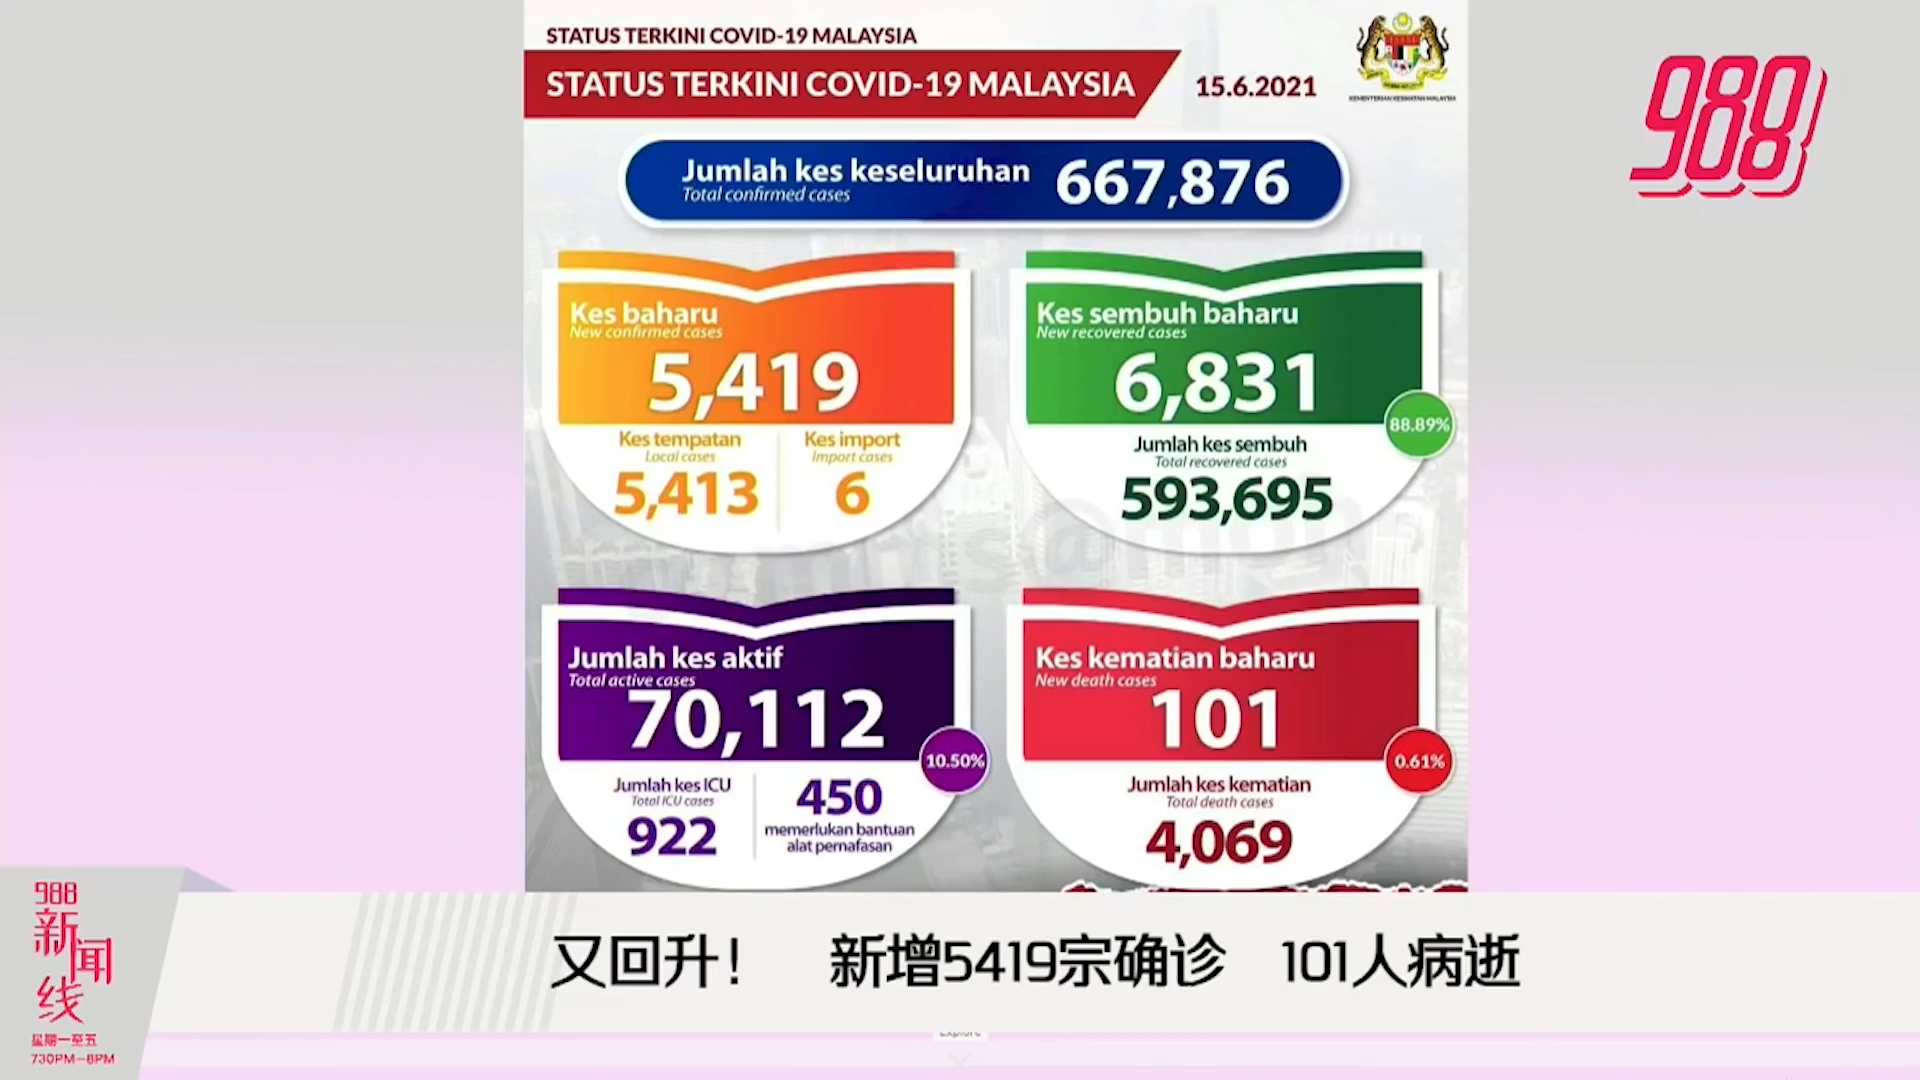 STATUS TERKINI COVID-19 MALAYSIA
STATUS TERKINI COVID-19 MALAYSIA
15.6.2021
KEMENTERIAN KESIHATAN MALAYSIA
988
Jumlah kes keseluruhan
Total confirmed cases
667,876
Kes baharu
New confirmed cases
5,419
Kes tempatan
Local cases
5,413
Kes import
Import cases
6
Kes sembuh baharu
New recovered cases
6,831
88.89%
Jumlah kes sembuh
Total recovered cases
593,695
Jumlah kes aktif
Total active cases
70,112
10.50%
Jumlah kes ICU
Total ICU cases
922
450
memerlukan bantuan
alat pernafasan
Kes kematian baharu
New death cases
101
0.61%
Jumlah kes kematian
Total death cases
4,069
988
新闻线
星期一至五
730PM-8PM
又回升! 新增5419宗确诊 101人病逝